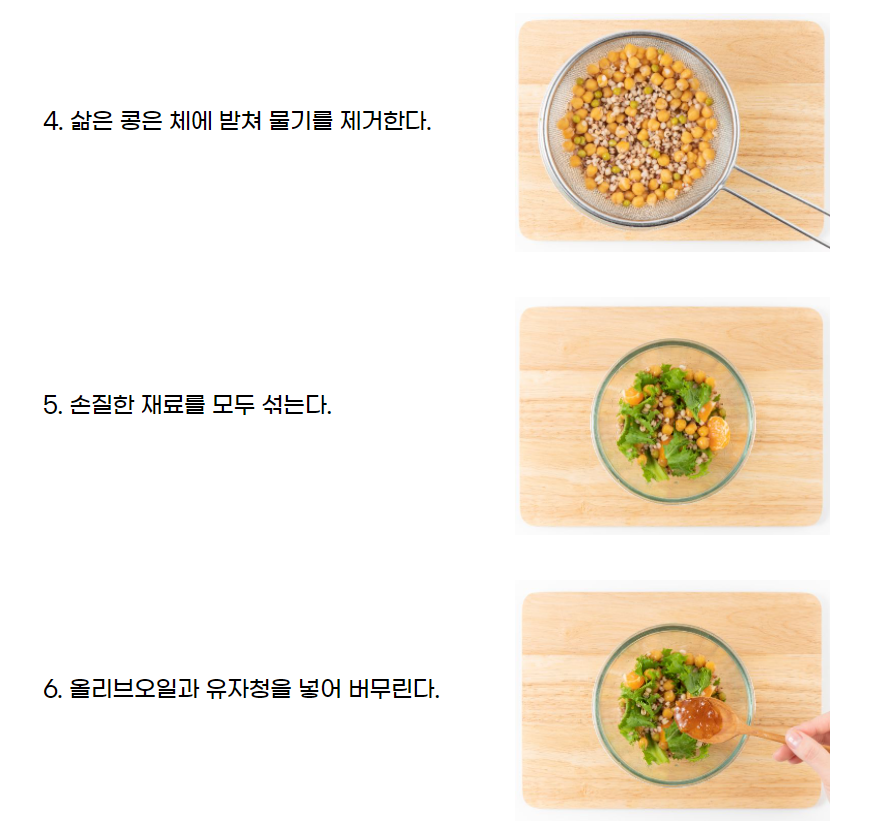 4. 삶은 콩은 체에 받쳐 물기를 제거한다.
5. 손질한 재료를 모두 섞는다.
6. 올리브오일과 유자청을 넣어 버무린다.